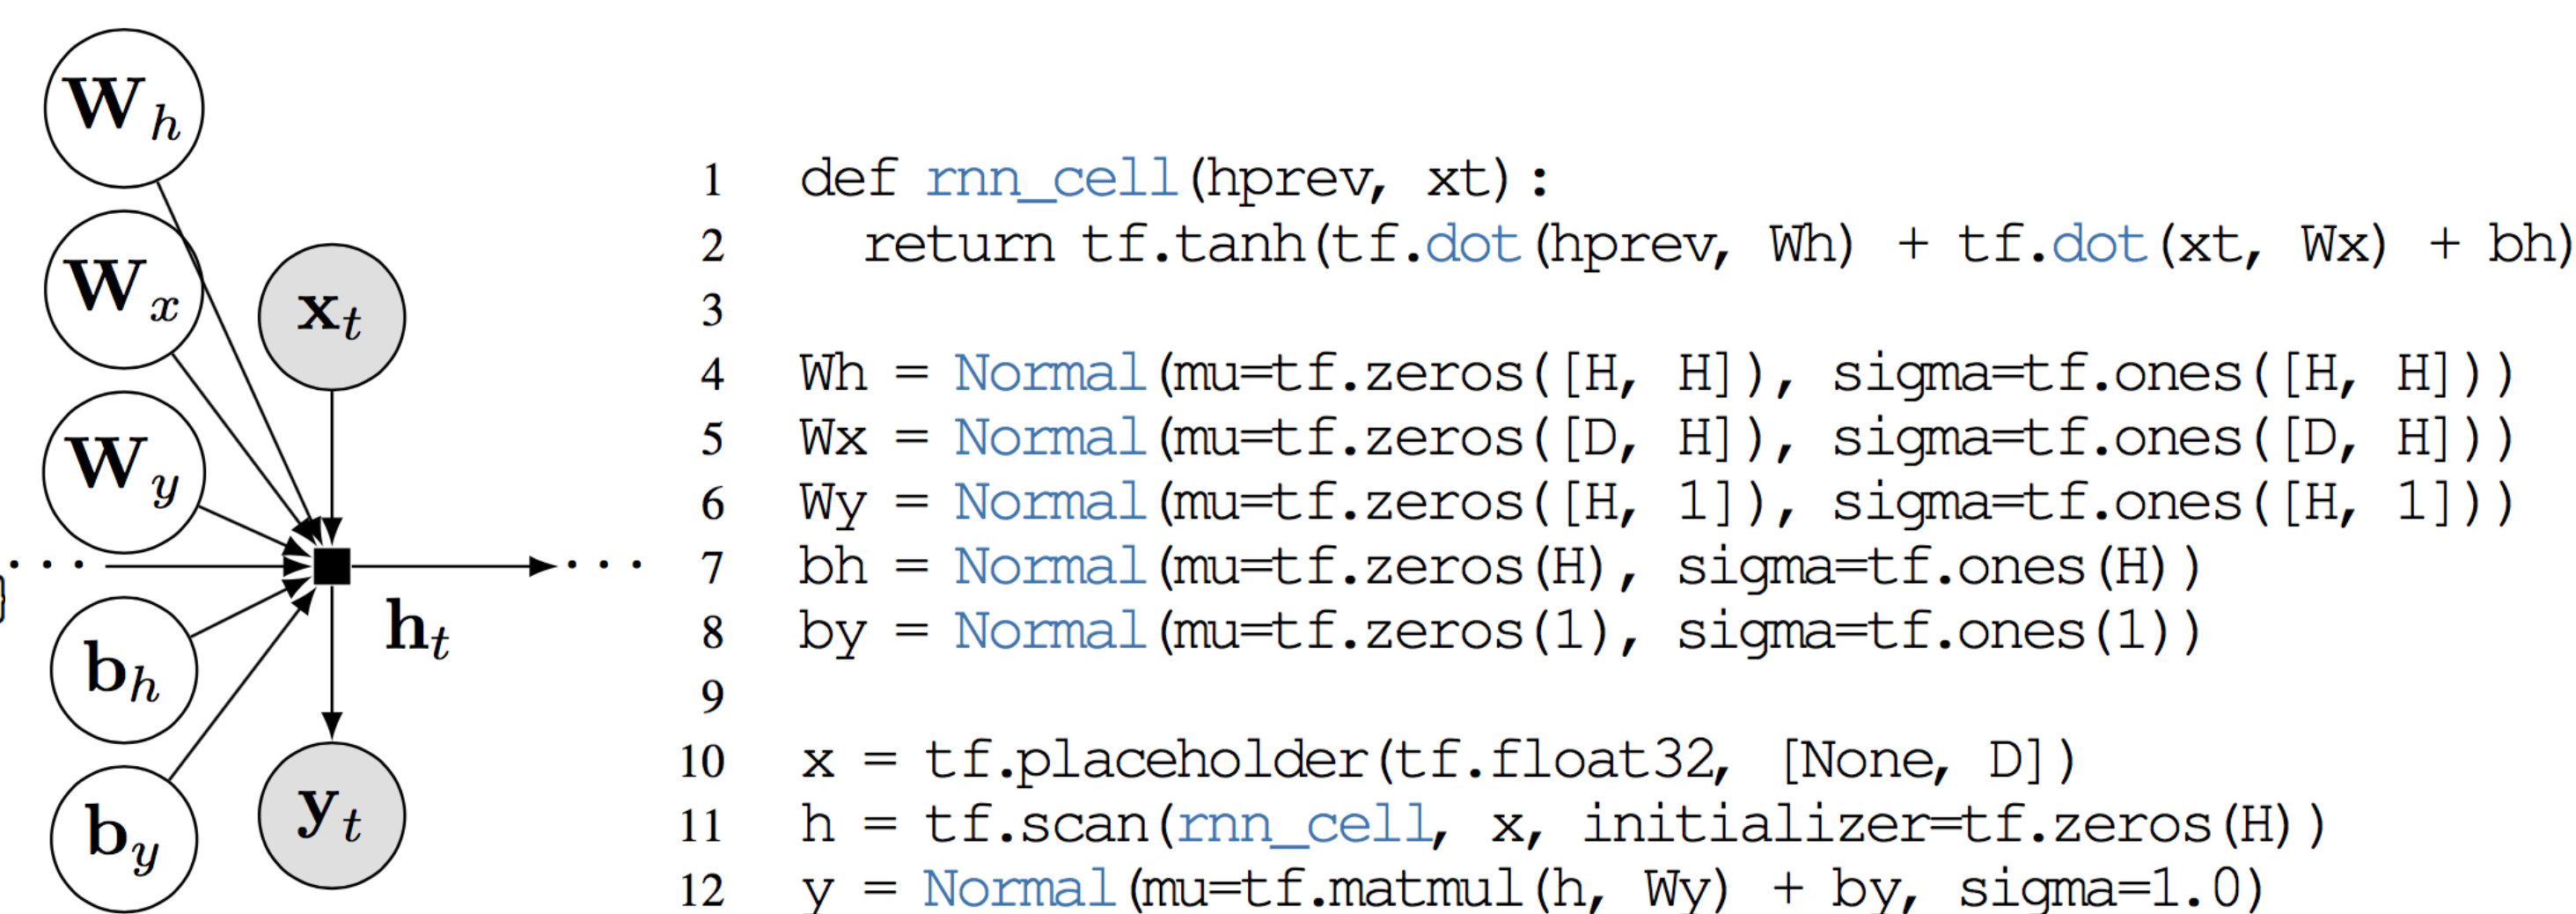 W_h
W_x
x_t
W_y
· · ·
· · ·
}
h_t
b_h
b_y
y_t
1 def rnn_cell(hprev, xt):
2   return tf.tanh(tf.dot(hprev, Wh) + tf.dot(xt, Wx) + bh)
3
4 Wh = Normal(mu=tf.zeros([H, H]), sigma=tf.ones([H, H]))
5 Wx = Normal(mu=tf.zeros([D, H]), sigma=tf.ones([D, H]))
6 Wy = Normal(mu=tf.zeros([H, 1]), sigma=tf.ones([H, 1]))
7 bh = Normal(mu=tf.zeros(H), sigma=tf.ones(H))
8 by = Normal(mu=tf.zeros(1), sigma=tf.ones(1))
9
10 x = tf.placeholder(tf.float32, [None, D])
11 h = tf.scan(rnn_cell, x, initializer=tf.zeros(H))
12 y = Normal(mu=tf.matmul(h, Wy) + by, sigma=1.0)